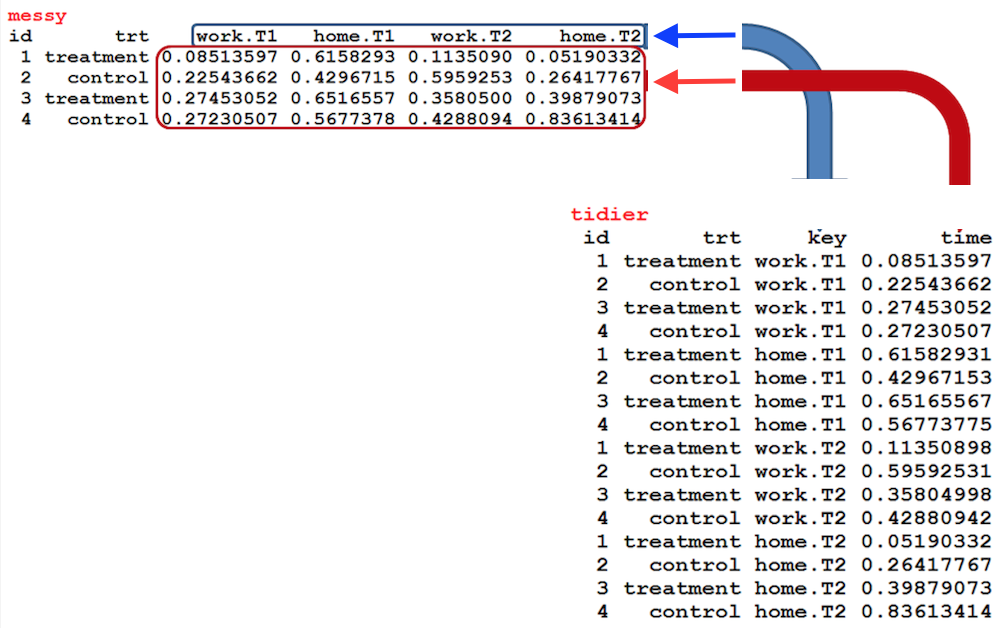 messy
id trt work.T1 home.T1 work.T2 home.T2
1 treatment 0.08513597 0.6158293 0.1135090 0.05190332
2 control 0.22543662 0.4296715 0.5959253 0.26417767
3 treatment 0.27453052 0.6516557 0.3580500 0.39879073
4 control 0.27230507 0.5677378 0.4288094 0.83613414
tidier
id trt key time
1 treatment work.T1 0.08513597
2 control work.T1 0.22543662
3 treatment work.T1 0.27453052
4 control work.T1 0.27230507
1 treatment home.T1 0.61582931
2 control home.T1 0.42967153
3 treatment home.T1 0.65165567
4 control home.T1 0.56773775
1 treatment work.T2 0.11350898
2 control work.T2 0.59592531
3 treatment work.T2 0.35804998
4 control work.T2 0.42880942
1 treatment home.T2 0.05190332
2 control home.T2 0.26417767
3 treatment home.T2 0.39879073
4 control home.T2 0.83613414